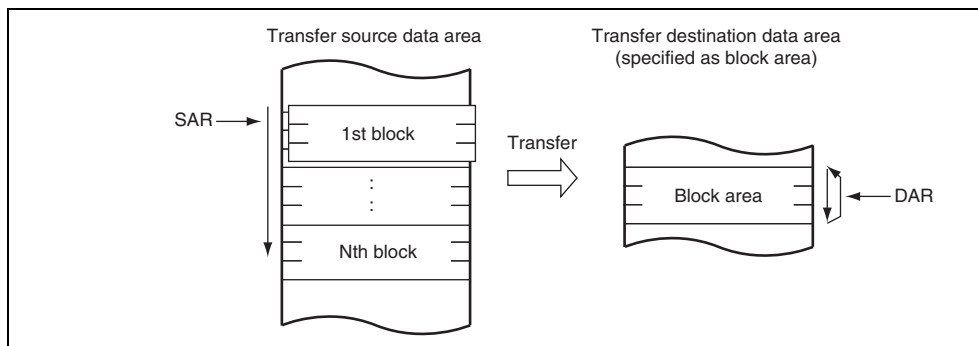 Transfer source data area
Transfer destination data area
(specified as block area)
SAR
1st block
Transfer
Block area
DAR
Nth block